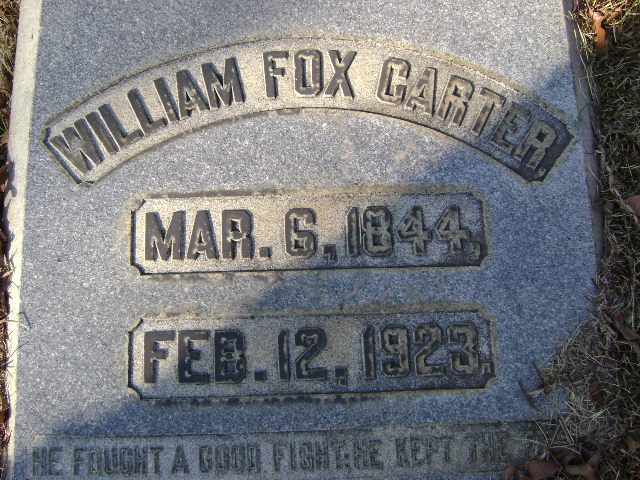 WILLIAM FOX CARTER,
MAR. 6, 1844.
FEB. 12, 1923.
HE FOUGHT A GOOD FIGHT: HE KEPT THE